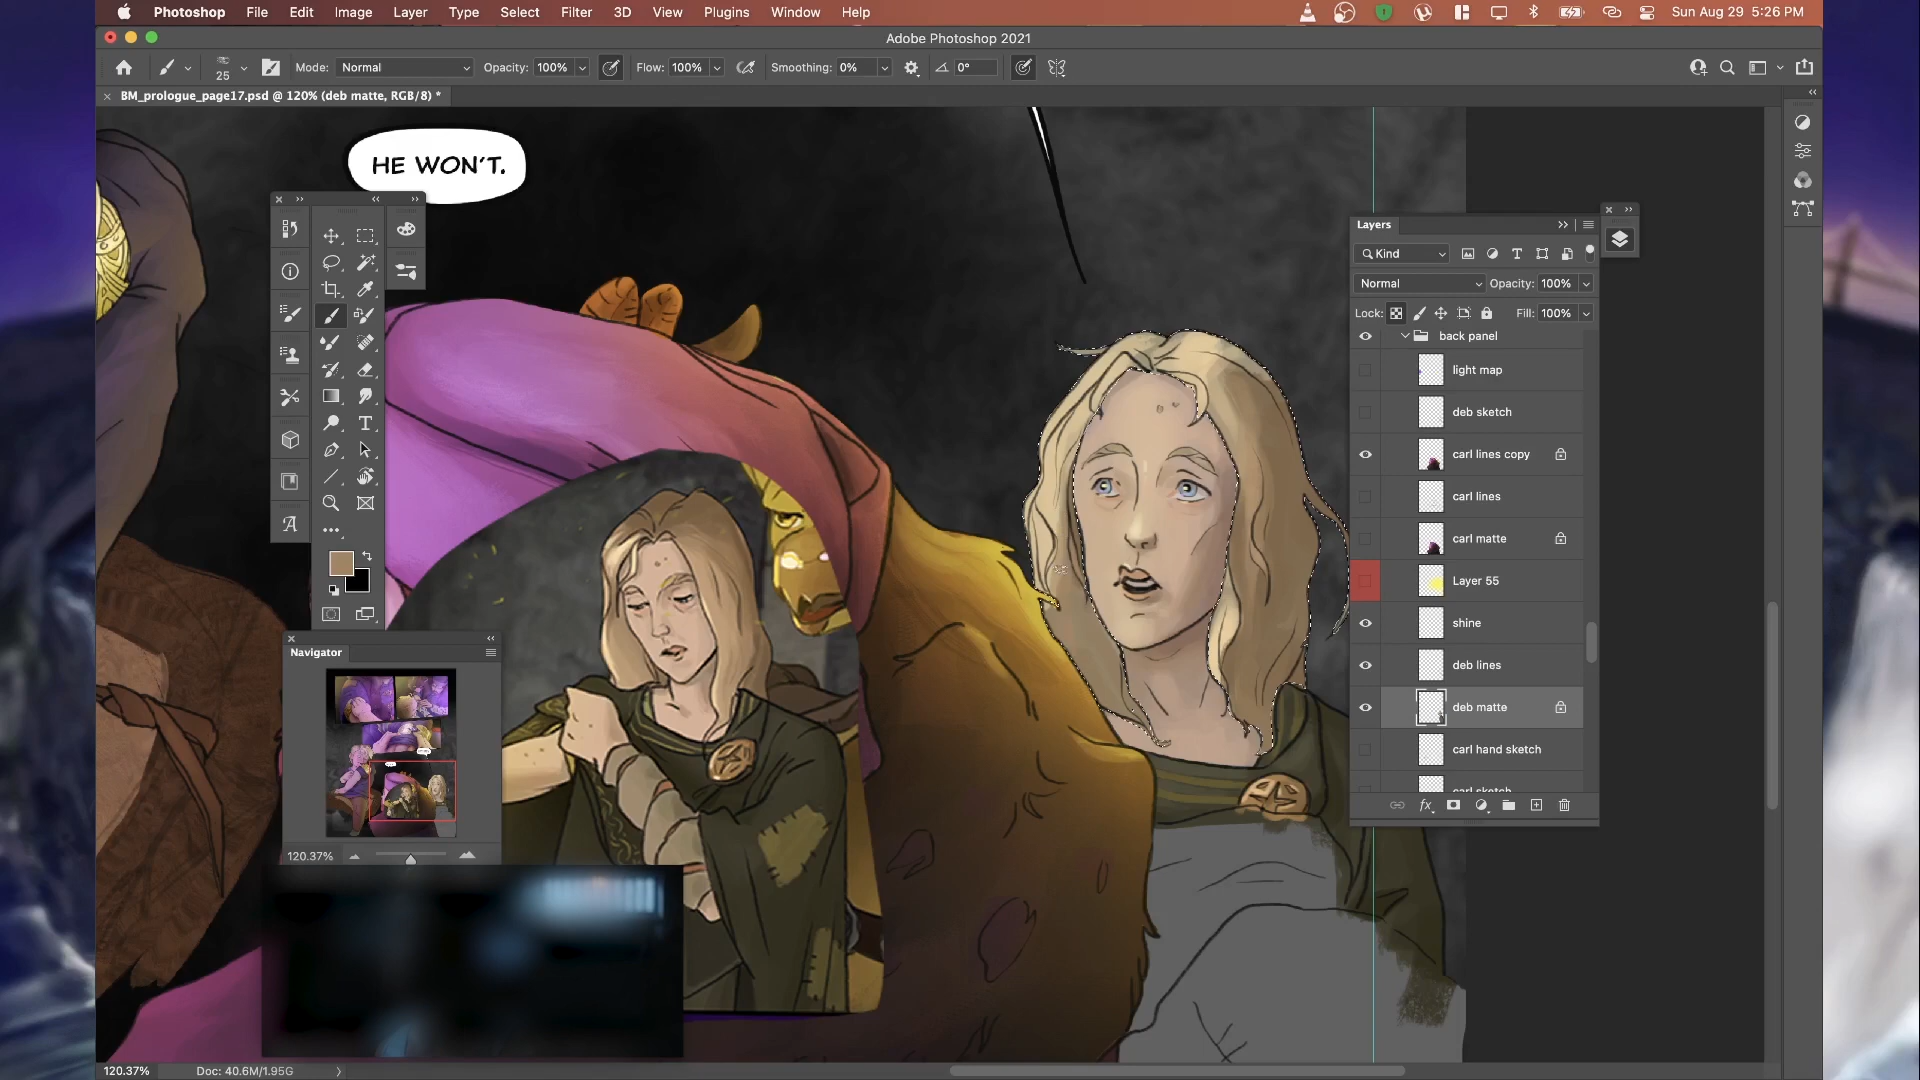 Photoshop File Edit Image Layer Type Select Filter 3D View Plugins Window Help Sun Aug 29 5:26 PM
Adobe Photoshop 2021
25 Mode: Normal Opacity: 100% Flow: 100% Smoothing: 0% 0°
BM_prologue_page17.psd @ 120% (deb matte, RGB/8) *
HE WON'T.
Layers
Kind
Normal Opacity: 100%
Lock: Fill: 100%
back panel
light map
deb sketch
carl lines copy
carl lines
carl matte
Layer 55
shine
deb lines
deb matte
carl hand sketch
carl sketch
fx
Navigator
120.37%
120.37% Doc: 40.6M/1.95G